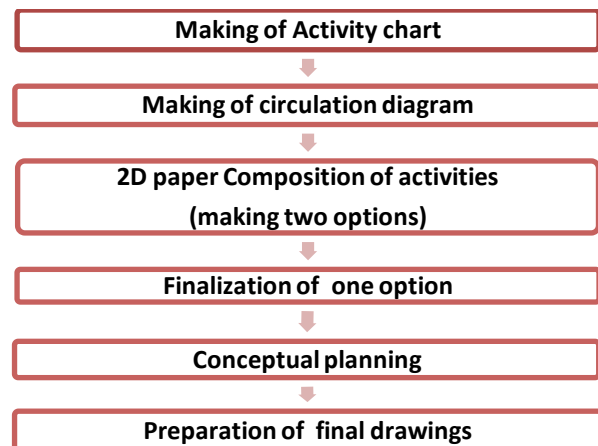 Making of Activity chart
Making of circulation diagram
2D paper Composition of activities
(making two options)
Finalization of one option
Conceptual planning
Preparation of final drawings